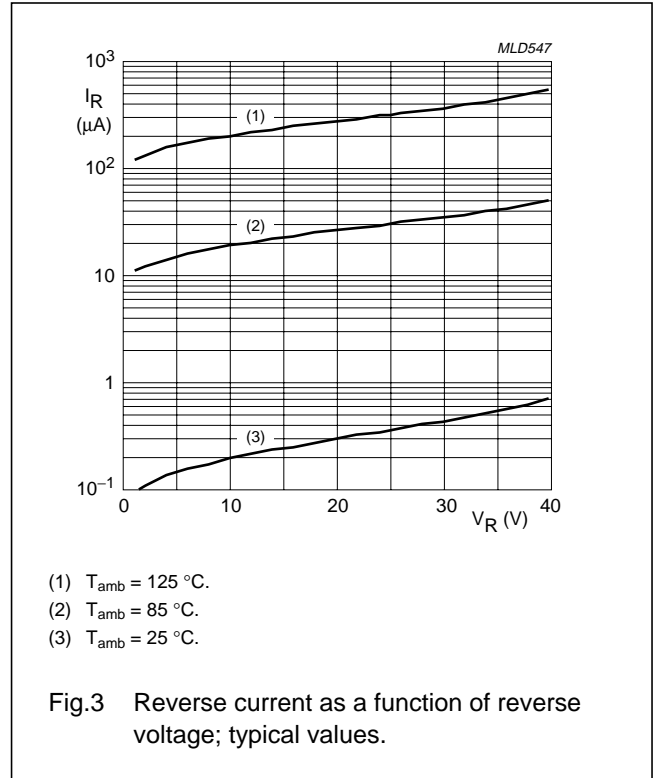 MLD547
10³
I_R
(μA)
(1)
10²
(2)
10
1
(3)
10⁻¹
0 10 20 30 40
V_R (V)
(1) T_amb = 125 °C.
(2) T_amb = 85 °C.
(3) T_amb = 25 °C.
Fig.3 Reverse current as a function of reverse
voltage; typical values.